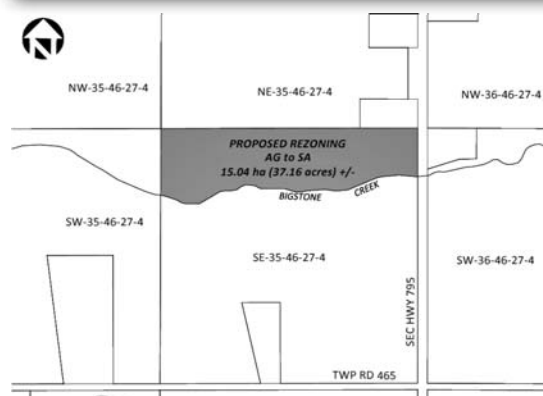 N
NW-35-46-27-4
NE-35-46-27-4
NW-36-46-27-4
PROPOSED REZONING
AG to SA
15.04 ha (37.16 acres) +/-
BIGSTONE CREEK
SW-35-46-27-4
SE-35-46-27-4
SW-36-46-27-4
SEC HWY 795
TWP RD 465